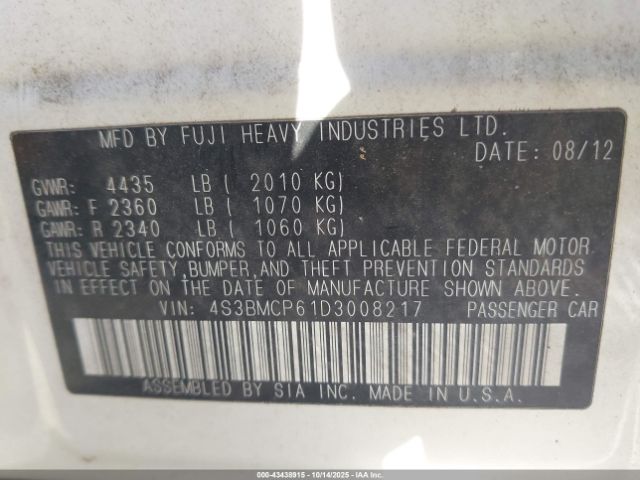 MFD BY FUJI HEAVY INDUSTRIES LTD.
DATE: 08/12
GVWR: 4435 LB ( 2010 KG)
GAWR: F 2360 LB ( 1070 KG)
GAWR: R 2340 LB ( 1060 KG)
THIS VEHICLE CONFORMS TO ALL APPLICABLE FEDERAL MOTOR
VEHICLE SAFETY, BUMPER, AND THEFT PREVENTION STANDARDS
IN EFFECT ON THE DATE OF MANUFACTURE SHOWN ABOVE.
VIN: 4S3BMCP61D3008217 PASSENGER CAR
ASSEMBLED BY SIA INC. MADE IN U.S.A.
000-43438915 - 10/14/2025 - IAAI.COM